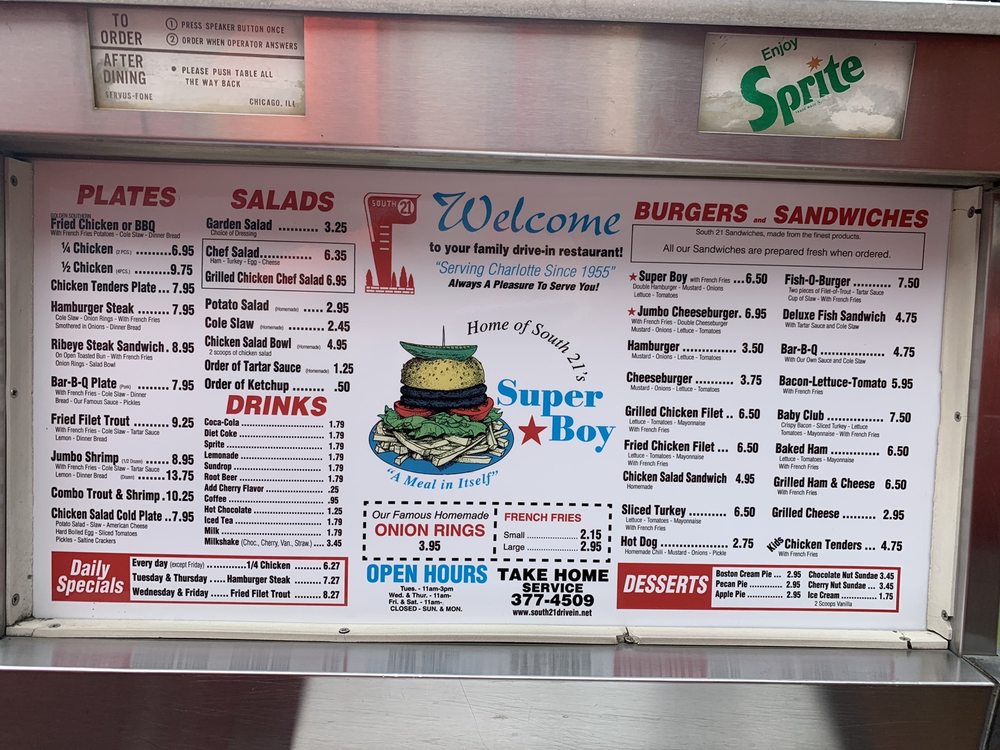 TO ORDER
① PRESS SPEAKER BUTTON ONCE
② ORDER WHEN OPERATOR ANSWERS
AFTER DINING
• PLEASE PUSH TABLE ALL
THE WAY BACK
SERVUS-FONE
CHICAGO, ILL
Enjoy
Sprite
PLATES
GOLDEN SOUTHERN
Fried Chicken or BBQ
With French Fries Potatoes - Cole Slaw - Dinner Bread
¼ Chicken (2 PCS.) .........6.95
½ Chicken (4PCS.) .........9.75
Chicken Tenders Plate ... 7.95
Hamburger Steak ........ 7.95
Cole Slaw - Onion Rings - With French Fries
Smothered in Onions - Dinner Bread
Ribeye Steak Sandwich . 8.95
On Open Toasted Bun - With French Fries
Onion Rings - Salad Bowl
Bar-B-Q Plate (Pork) ....... 7.95
With French Fries - Cole Slaw - Dinner
Bread - Our Famous Sauce - Pickles
Fried Filet Trout .......... 9.25
With French Fries - Cole Slaw - Tartar Sauce
Lemon - Dinner Bread
Jumbo Shrimp (1/2 Dozen) ....... 8.95
With French Fries - Cole Slaw - Tartar Sauce
Lemon - Dinner Bread (Dozen) ........13.75
Combo Trout & Shrimp .10.25
Chicken Salad Cold Plate ..7.95
Potato Salad - Slaw - American Cheese
Hard Boiled Egg - Sliced Tomatoes
Pickles - Saltine Crackers
SALADS
Garden Salad .......... 3.25
Choice of Dressing
Chef Salad............... 6.35
Ham - Turkey - Egg - Cheese
Grilled Chicken Chef Salad 6.95
Potato Salad (Homemade) ..... 2.95
Cole Slaw (Homemade) ............ 2.45
Chicken Salad Bowl (Homemade) 4.95
2 scoops of chicken salad
Order of Tartar Sauce (Homemade) 1.25
Order of Ketchup ........ .50
DRINKS
Coca-Cola .......... 1.79
Diet Coke .......... 1.79
Sprite .......... 1.79
Lemonade .......... 1.79
Sundrop .......... 1.79
Root Beer .......... 1.79
Add Cherry Flavor .......... .25
Coffee .......... .95
Hot Chocolate .......... 1.25
Iced Tea .......... 1.79
Milk .......... 1.79
Milkshake (Choc., Cherry, Van., Straw.) .... 3.45
Daily Specials
Every day (except Friday) ...............1/4 Chicken ........ 6.27
Tuesday & Thursday .... Hamburger Steak ........ 7.27
Wednesday & Friday ...... Fried Filet Trout ........ 8.27
SOUTH 21
Welcome
to your family drive-in restaurant!
"Serving Charlotte Since 1955"
Always A Pleasure To Serve You!
Home of South 21's
Super
★Boy
"A Meal in Itself"
Our Famous Homemade
ONION RINGS
3.95
FRENCH FRIES
Small .................... 2.15
Large .................... 2.95
OPEN HOURS
Tues. - 11am-3pm
Wed. & Thur. - 11am-
Fri. & Sat. - 11am-
CLOSED - SUN. & MON.
TAKE HOME
SERVICE
377-4509
www.south21drivein.net
BURGERS and SANDWICHES
South 21 Sandwiches, made from the finest products.
All our Sandwiches are prepared fresh when ordered.
★Super Boy with French Fries . 6.50
Double Hamburger - Mustard - Onions
Lettuce - Tomatoes
★Jumbo Cheeseburger. 6.95
With French Fries - Double Cheeseburger
Mustard - Onions - Lettuce - Tomatoes
Hamburger ............ 3.50
Mustard - Onions - Lettuce - Tomatoes
Cheeseburger .......... 3.75
Mustard - Onions - Lettuce - Tomatoes
Grilled Chicken Filet .. 6.50
Lettuce - Tomatoes - Mayonnaise
With French Fries
Fried Chicken Filet ... 6.50
Lettuce - Tomatoes - Mayonnaise
With French Fries
Chicken Salad Sandwich 4.95
Homemade
Sliced Turkey .......... 6.50
Lettuce - Tomatoes - Mayonnaise
With French Fries
Hot Dog ................ 2.75
Homemade Chili - Mustard - Onions - Pickle
Fish-O-Burger .......... 7.50
Two pieces of Filet-of-Trout - Tartar Sauce
Cup of Slaw - With French Fries
Deluxe Fish Sandwich 4.75
With Tartar Sauce and Cole Slaw
Bar-B-Q ................... 4.75
With Our Own Sauce and Cole Slaw
Bacon-Lettuce-Tomato 5.95
With French Fries
Baby Club ............... 7.50
Crispy Bacon - Sliced Turkey - Lettuce
Tomatoes - Mayonnaise - With French Fries
Baked Ham ............. 6.50
Lettuce - Tomatoes - Mayonnaise
With French Fries
Grilled Ham & Cheese 6.50
With French Fries
Grilled Cheese ......... 2.95
Kids Chicken Tenders ... 4.75
With French Fries
DESSERTS
Boston Cream Pie ... 2.95
Pecan Pie ............... 2.95
Apple Pie ............... 2.95
Chocolate Nut Sundae 3.45
Cherry Nut Sundae ... 3.45
Ice Cream ............... 1.75
2 Scoops Vanilla